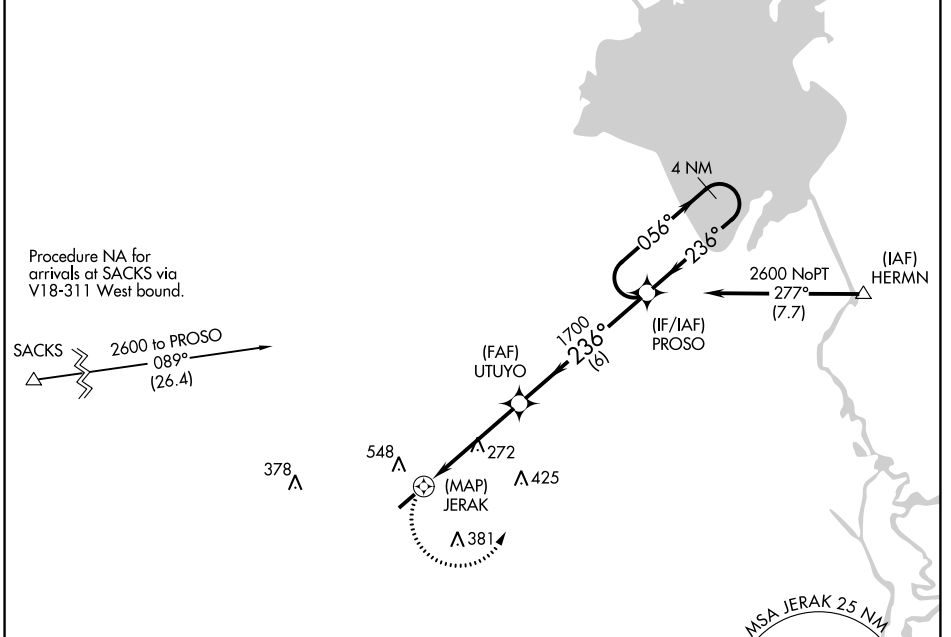 4 NM
056°
236°
Procedure NA for
arrivals at SACKS via
V18-311 West bound.
(IAF)
HERMN
2600 NoPT
277°
(7.7)
(IF/IAF)
PROSO
1700
236°
(6)
SACKS
2600 to PROSO
089°
(26.4)
(FAF)
UTUYO
272
548
378
425
(MAP)
JERAK
381
MSA JERAK 25 NM